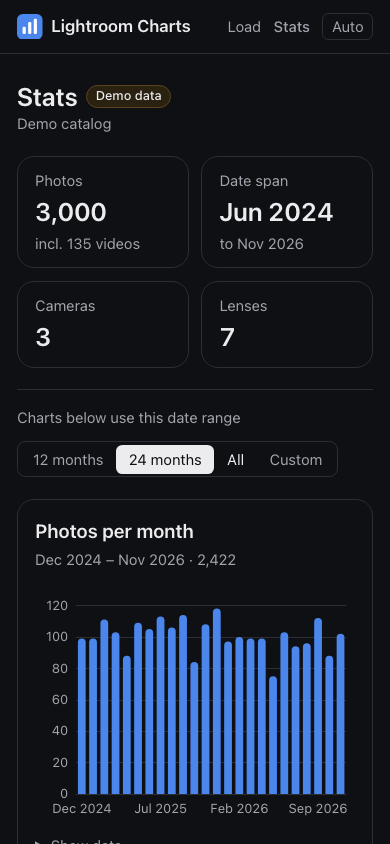 Lightroom Charts
Load Stats Auto
Stats Demo data
Demo catalog
Photos
3,000
incl. 135 videos
Date span
Jun 2024
to Nov 2026
Cameras
3
Lenses
7
Charts below use this date range
12 months 24 months All Custom
Photos per month
Dec 2024 – Nov 2026 · 2,422
120
100
80
60
40
20
0
Dec 2024 Jul 2025 Feb 2026 Sep 2026
Show data